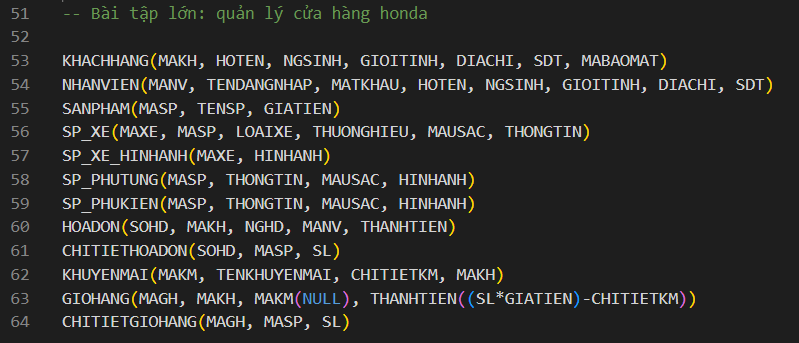 51 -- Bài tập lớn: quản lý cửa hàng honda
52
53 KHACHHANG(MAKH, HOTEN, NGSINH, GIOITINH, DIACHI, SDT, MABAOMAT)
54 NHANVIEN(MANV, TENDANGNHAP, MATKHAU, HOTEN, NGSINH, GIOITINH, DIACHI, SDT)
55 SANPHAM(MASP, TENSP, GIATIEN)
56 SP_XE(MAXE, MASP, LOAIXE, THUONGHIEU, MAUSAC, THONGTIN)
57 SP_XE_HINHANH(MAXE, HINHANH)
58 SP_PHUTUNG(MASP, THONGTIN, MAUSAC, HINHANH)
59 SP_PHUKIEN(MASP, THONGTIN, MAUSAC, HINHANH)
60 HOADON(SOHD, MAKH, NGHD, MANV, THANHTIEN)
61 CHITIETHOADON(SOHD, MASP, SL)
62 KHUYENMAI(MAKM, TENKHUYENMAI, CHITIETKM, MAKH)
63 GIOHANG(MAGH, MAKH, MAKM(NULL), THANHTIEN((SL*GIATIEN)-CHITIETKM))
64 CHITIETGIOHANG(MAGH, MASP, SL)